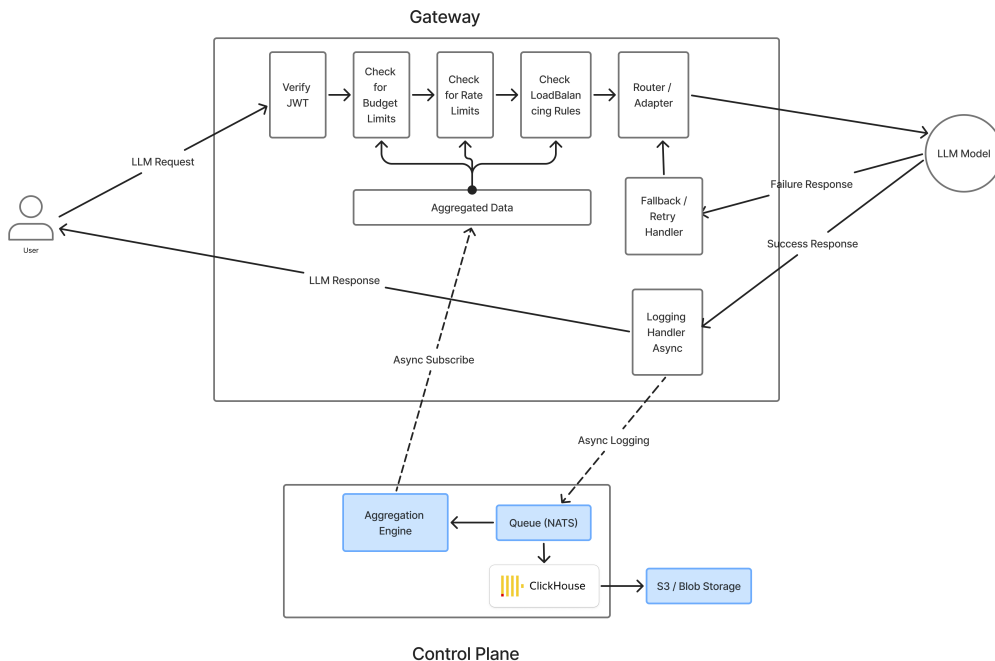 Gateway
Verify
JWT
Check
for
Budget
Limits
Check
for Rate
Limits
Check
LoadBalan
cing Rules
Router /
Adapter
LLM Request
LLM Model
Failure Response
Aggregated Data
Fallback /
Retry
Handler
User
Success Response
LLM Response
Logging
Handler
Async
Async Subscribe
Async Logging
Aggregation
Engine
Queue (NATS)
ClickHouse
S3 / Blob Storage
Control Plane